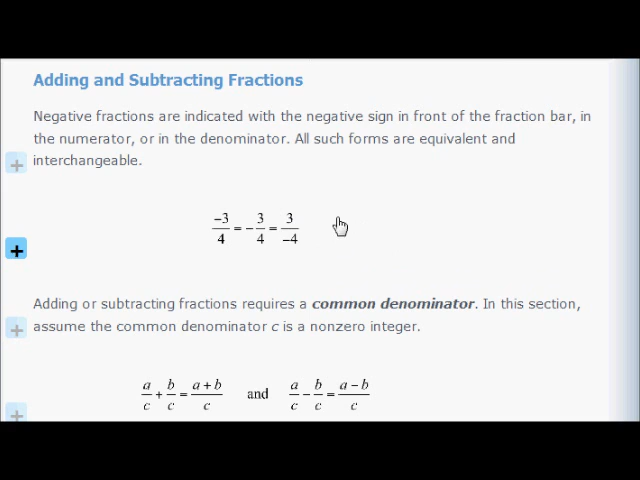 Adding and Subtracting Fractions
Negative fractions are indicated with the negative sign in front of the fraction bar, in
the numerator, or in the denominator. All such forms are equivalent and
interchangeable.
−3/4 = −3/4 = 3/−4
Adding or subtracting fractions requires a common denominator. In this section,
assume the common denominator c is a nonzero integer.
a/c + b/c = a + b/c and a/c − b/c = a − b/c